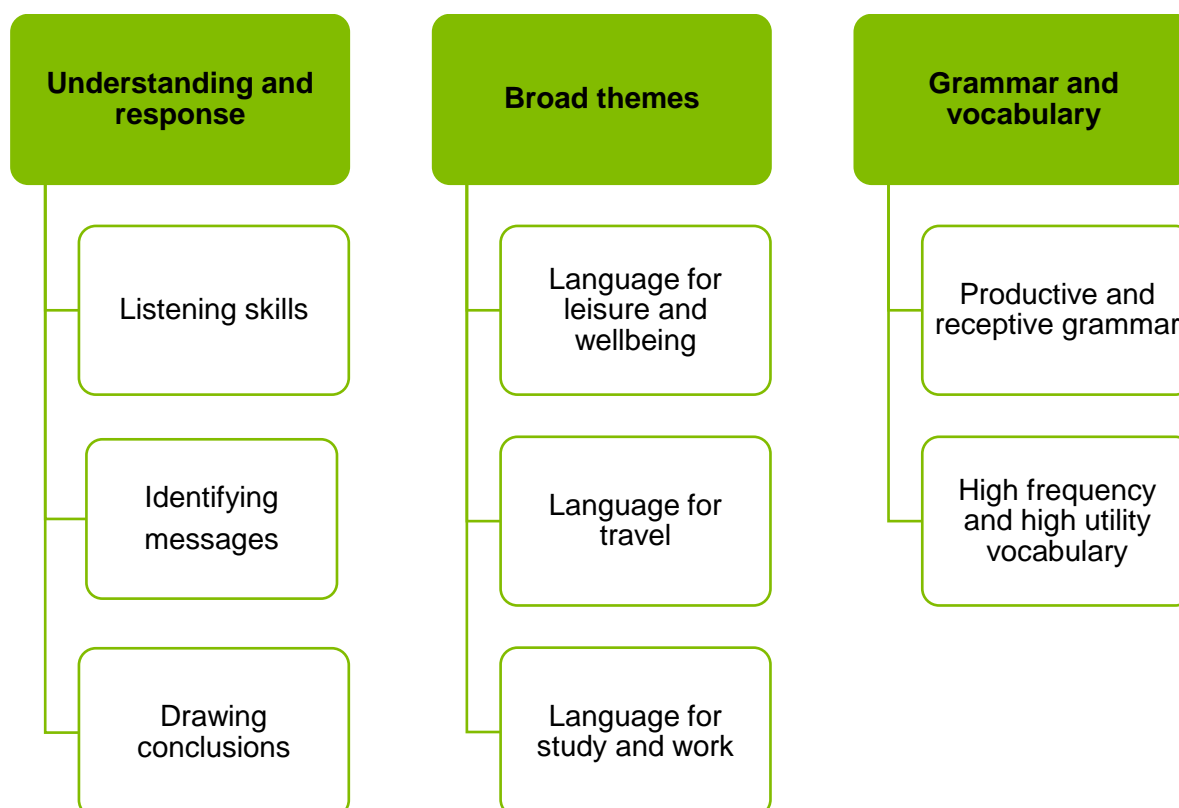 Understanding and
response
Listening skills
Identifying
messages
Drawing
conclusions
Broad themes
Language for
leisure and
wellbeing
Language for
travel
Language for
study and work
Grammar and
vocabulary
Productive and
receptive grammar
High frequency
and high utility
vocabulary